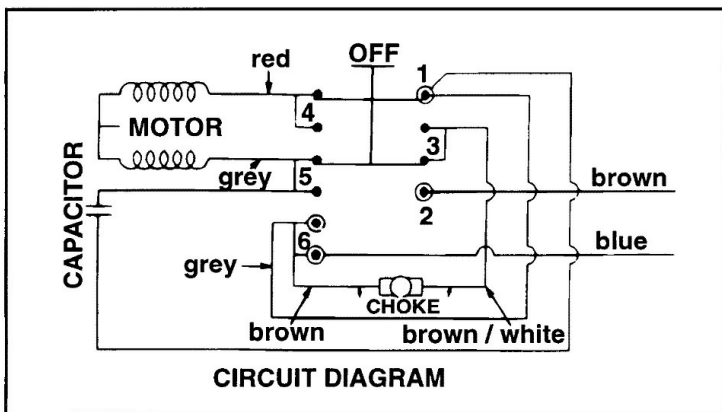 OFF
red
1
MOTOR
4
3
grey
5
brown
2
CAPACITOR
blue
6
grey
CHOKE
brown
brown / white
CIRCUIT DIAGRAM